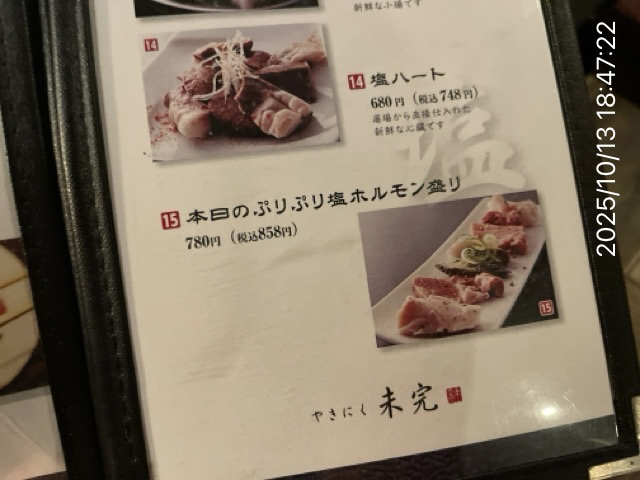 新鮮な小腸です
14
14 塩ハート
680円（税込748円）
屠場から直接仕入れた
新鮮な心臓です
塩
15 本日のぷりぷり塩ホルモン盛り
780円（税込858円）
15
やきにく 未完
2025/10/13 18:47:22